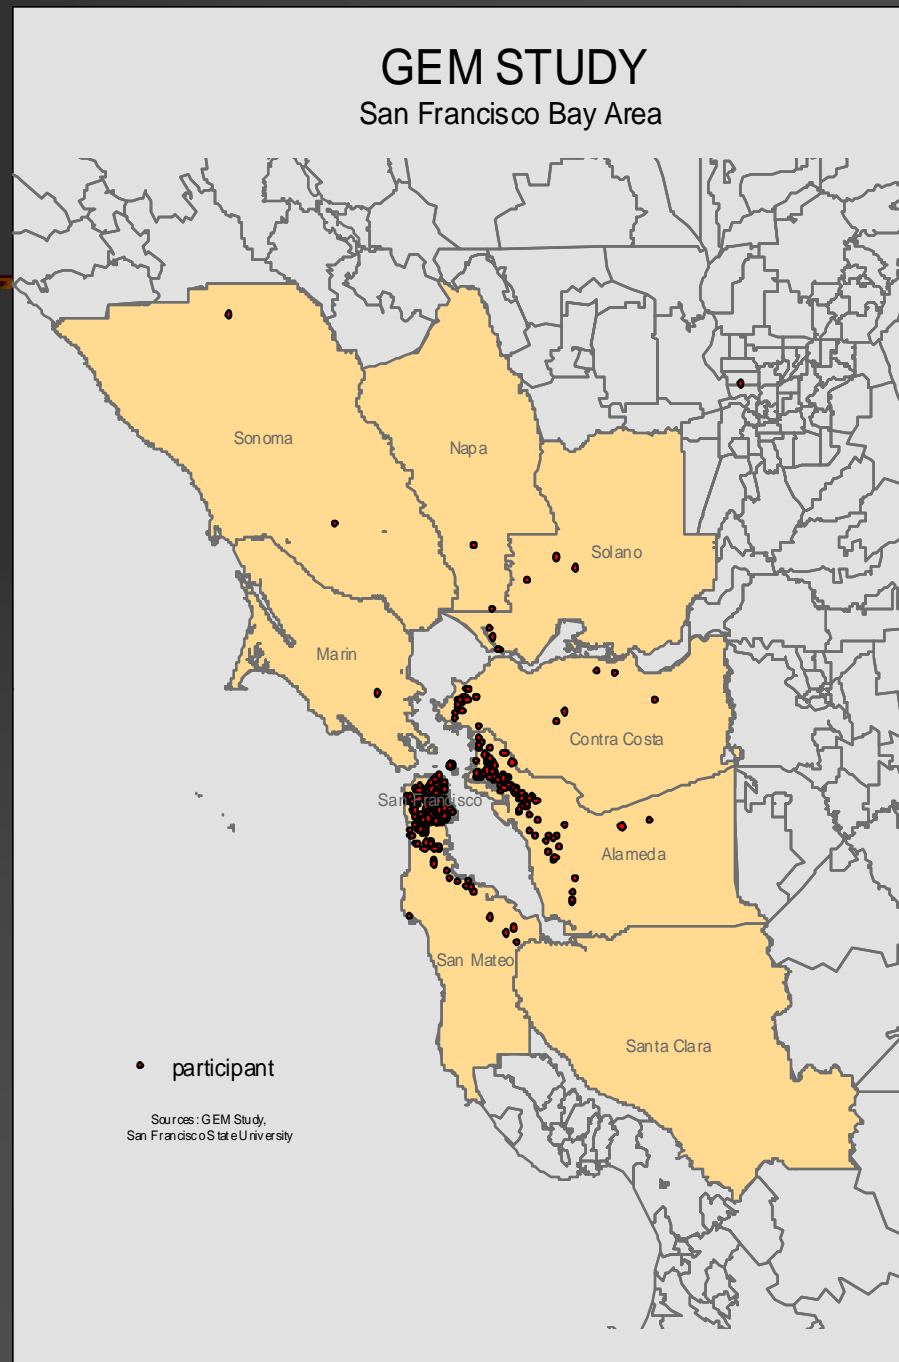 GEM STUDY
San Francisco Bay Area
Sonoma
Napa
Solano
Marin
Contra Costa
San Francisco
Alameda
San Mateo
Santa Clara
participant
Sources: GEM Study,
San Francisco State University